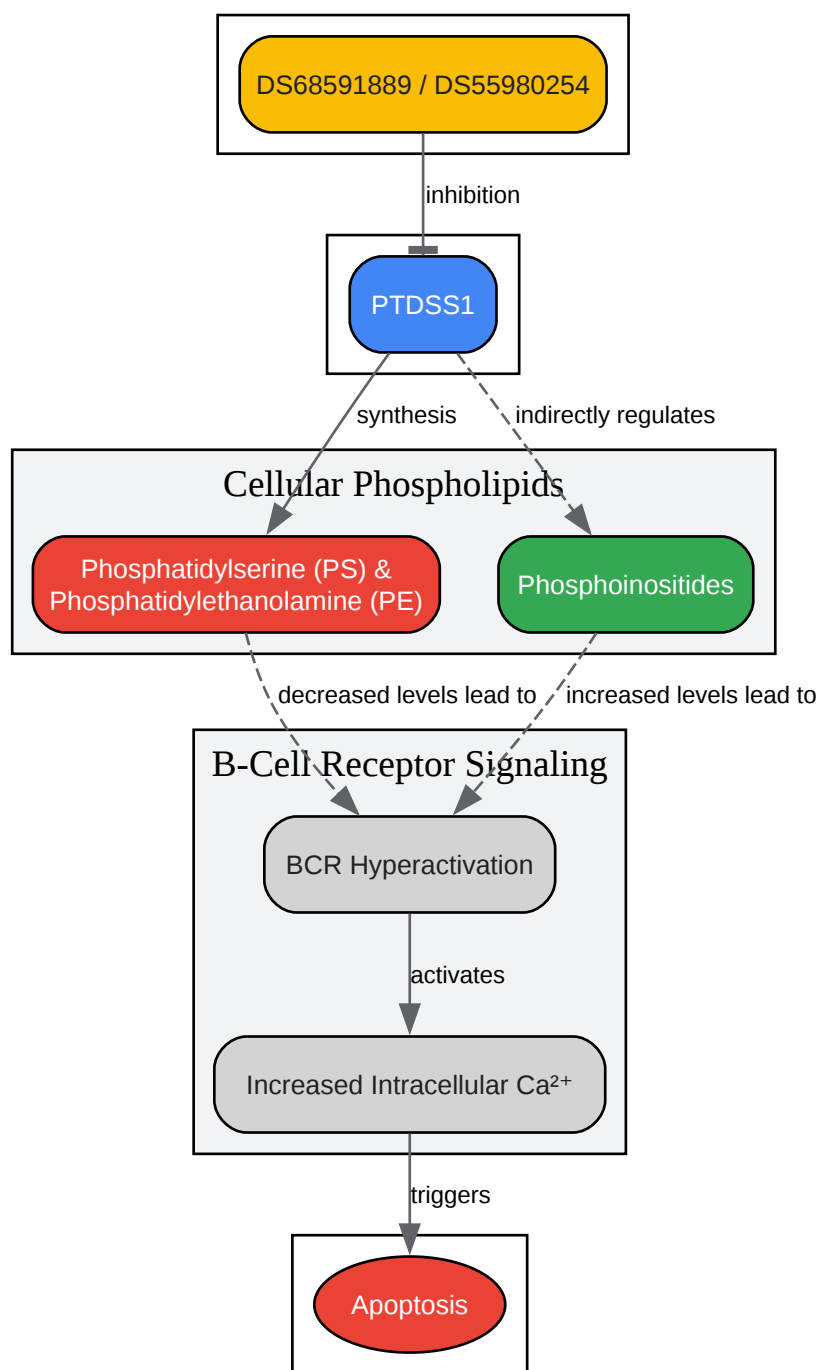 DS68591889 / DS55980254
inhibition
PTDSS1
synthesis
indirectly regulates
Cellular Phospholipids
Phosphatidylserine (PS) &
Phosphatidylethanolamine (PE)
Phosphoinositides
decreased levels lead to
increased levels lead to
B-Cell Receptor Signaling
BCR Hyperactivation
activates
Increased Intracellular Ca²⁺
triggers
Apoptosis